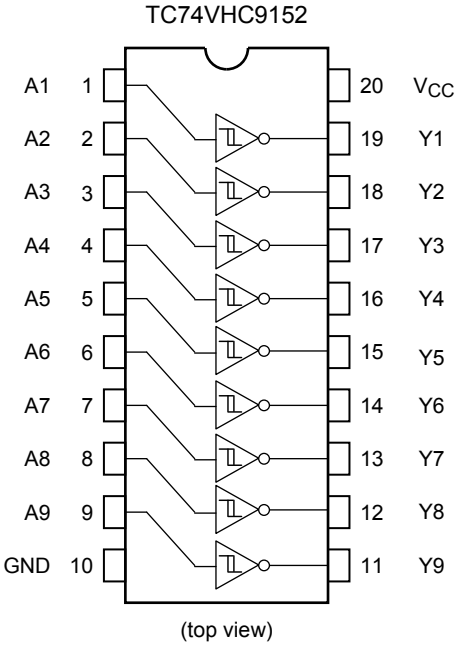 TC74VHC9152
A1 1 20 VCC
A2 2 19 Y1
A3 3 18 Y2
A4 4 17 Y3
A5 5 16 Y4
A6 6 15 Y5
A7 7 14 Y6
A8 8 13 Y7
A9 9 12 Y8
GND 10 11 Y9
(top view)